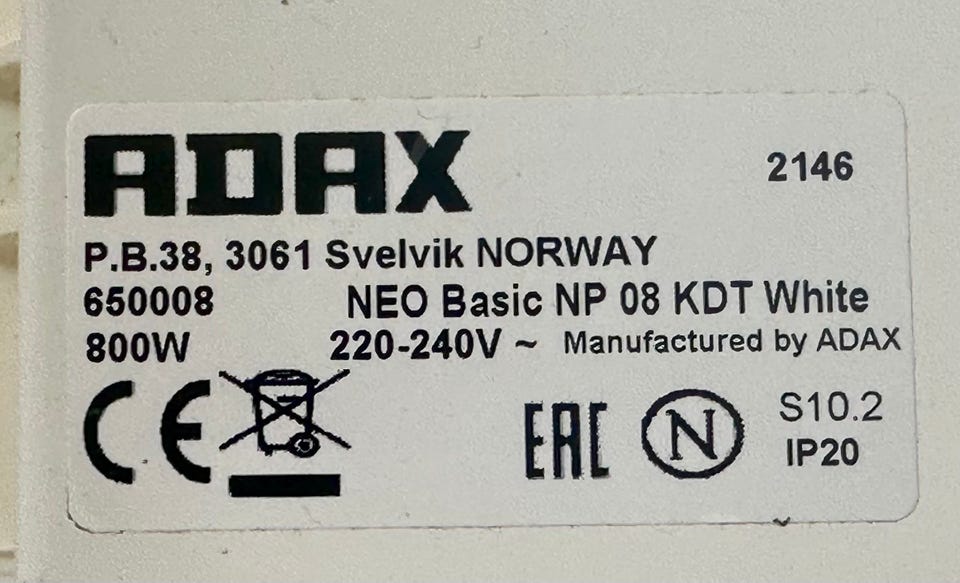 ADAX
2146
P.B.38, 3061 Svelvik NORWAY
650008 NEO Basic NP 08 KDT White
800W 220-240V ~ Manufactured by ADAX
CE EAC N S10.2
IP20